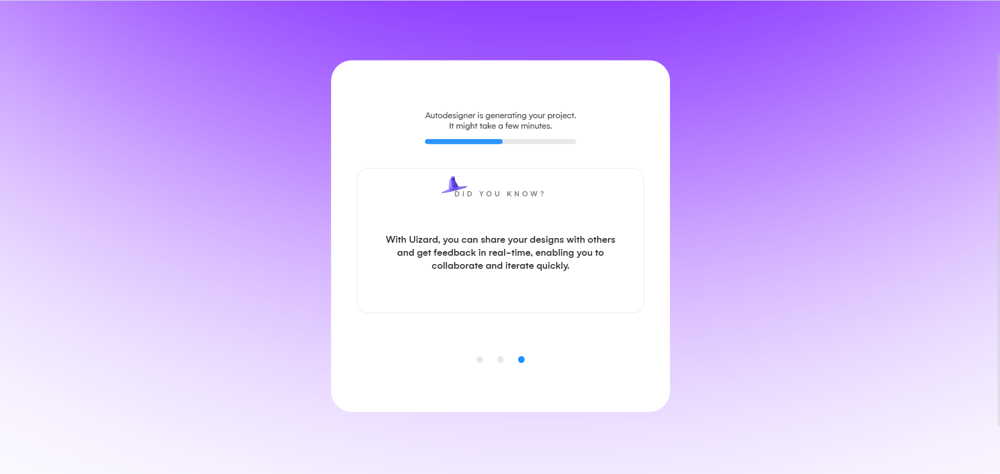 Autodesigner is generating your project.
It might take a few minutes.
DID YOU KNOW?
With Uizard, you can share your designs with others
and get feedback in real-time, enabling you to
collaborate and iterate quickly.